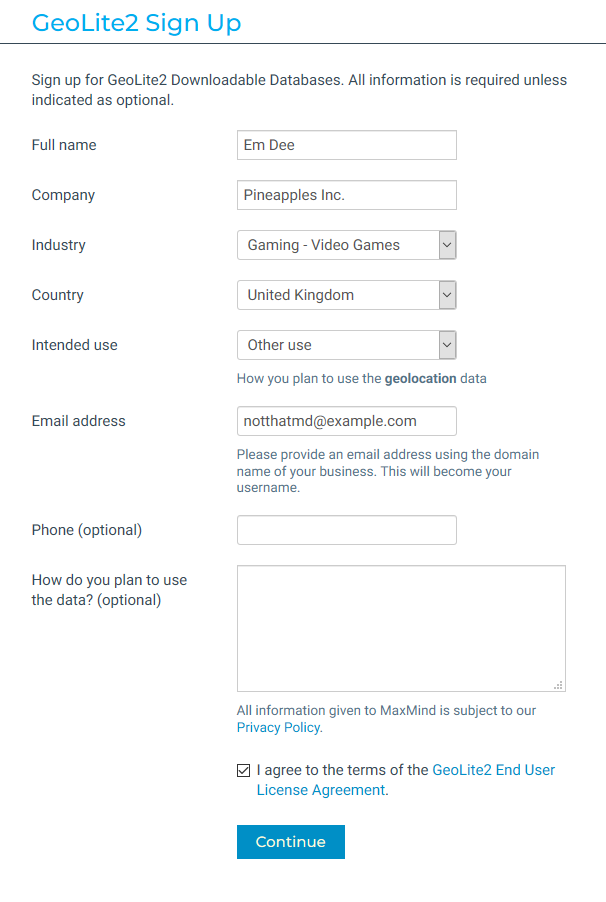 GeoLite2 Sign Up
Sign up for GeoLite2 Downloadable Databases. All information is required unless
indicated as optional.
Full name
Em Dee
Company
Pineapples Inc.
Industry
Gaming - Video Games
Country
United Kingdom
Intended use
Other use
How you plan to use the geolocation data
Email address
notthatmd@example.com
Please provide an email address using the domain
name of your business. This will become your
username.
Phone (optional)
How do you plan to use
the data? (optional)
All information given to MaxMind is subject to our
Privacy Policy.
I agree to the terms of the GeoLite2 End User
License Agreement.
Continue